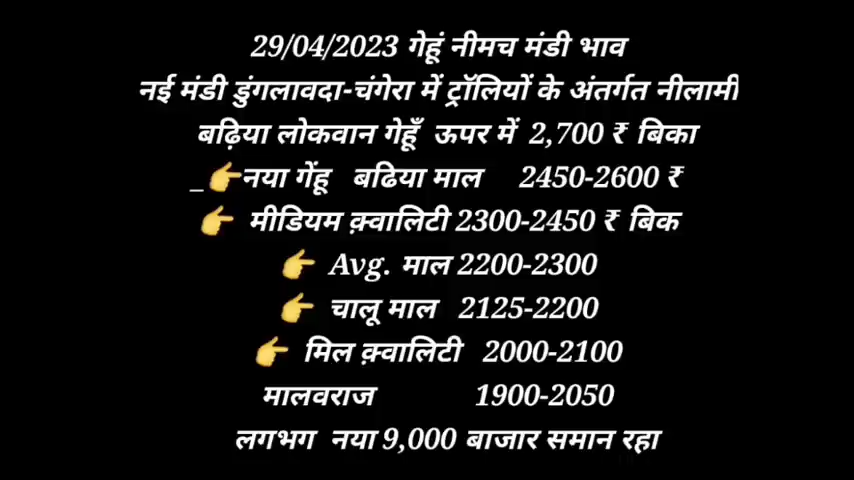 29/04/2023 गेहूं नीमच मंडी भाव
नई मंडी डुंगलावदा-चंगेरा में ट्रॉलियों के अंतर्गत नीलामी
बढ़िया लोकवान गेहूँ ऊपर में 2,700 ₹ बिका
_👉नया गेंहू बढिया माल 2450-2600 ₹
👉 मीडियम क़्वालिटी 2300-2450 ₹ बिक
👉 Avg. माल 2200-2300
👉 चालू माल 2125-2200
👉 मिल क़्वालिटी 2000-2100
मालवराज 1900-2050
लगभग नया 9,000 बाजार समान रहा